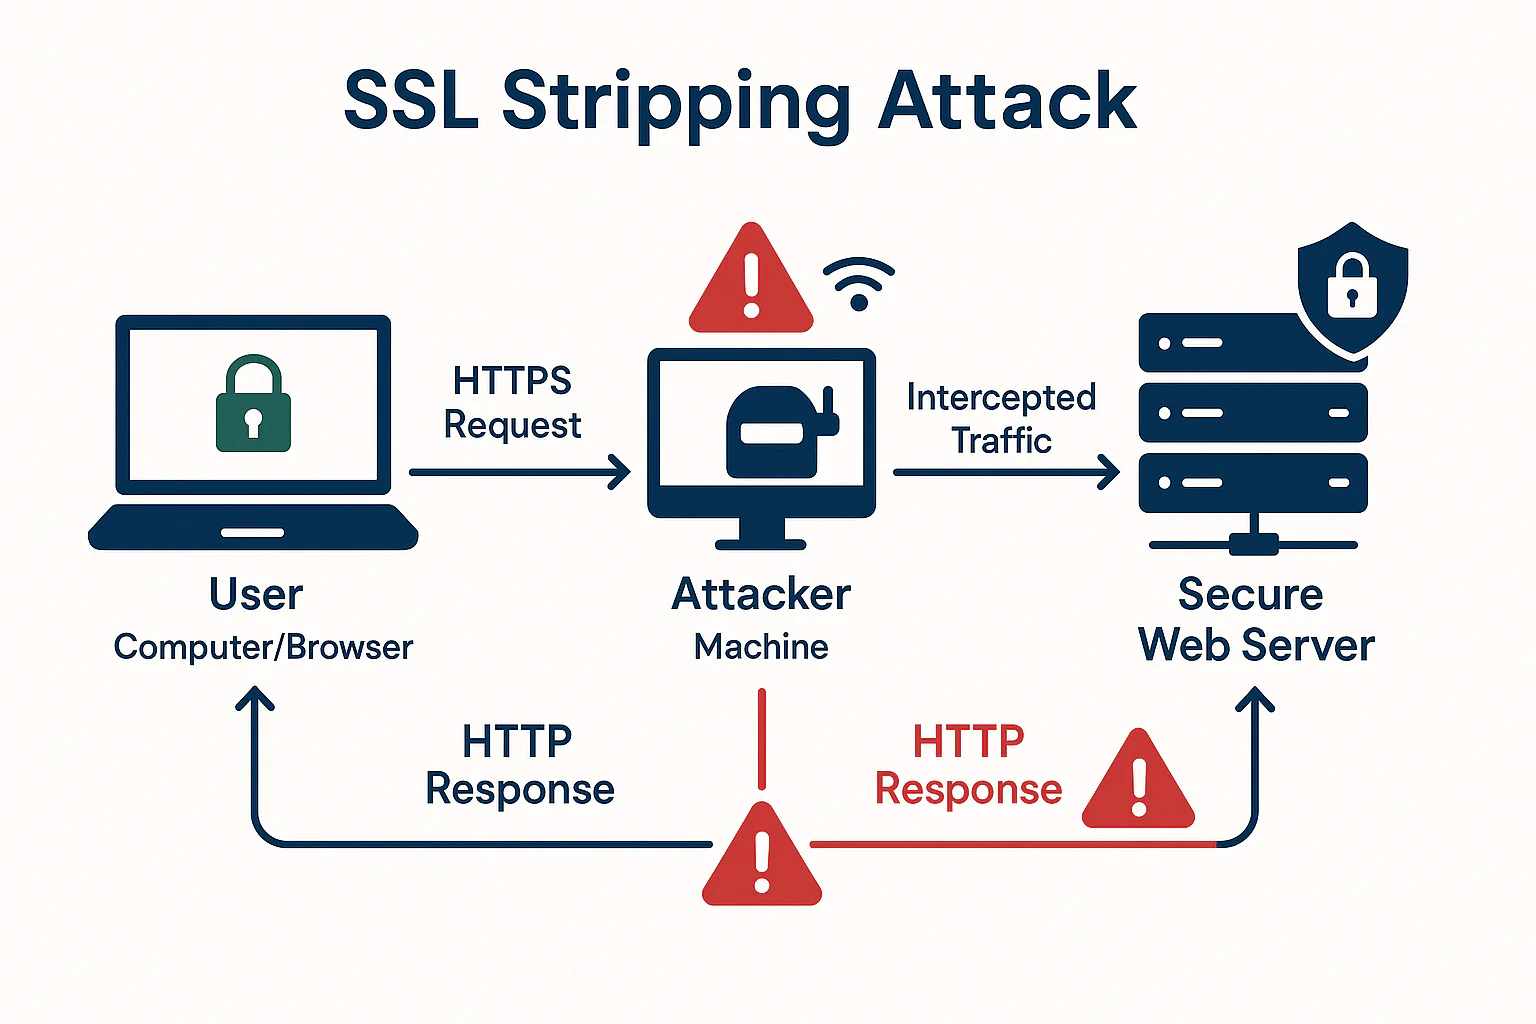 SSL Stripping Attack
HTTPS
Request
Intercepted
Traffic
User
Computer/Browser
Attacker
Machine
Secure
Web Server
HTTP
Response
HTTP
Response